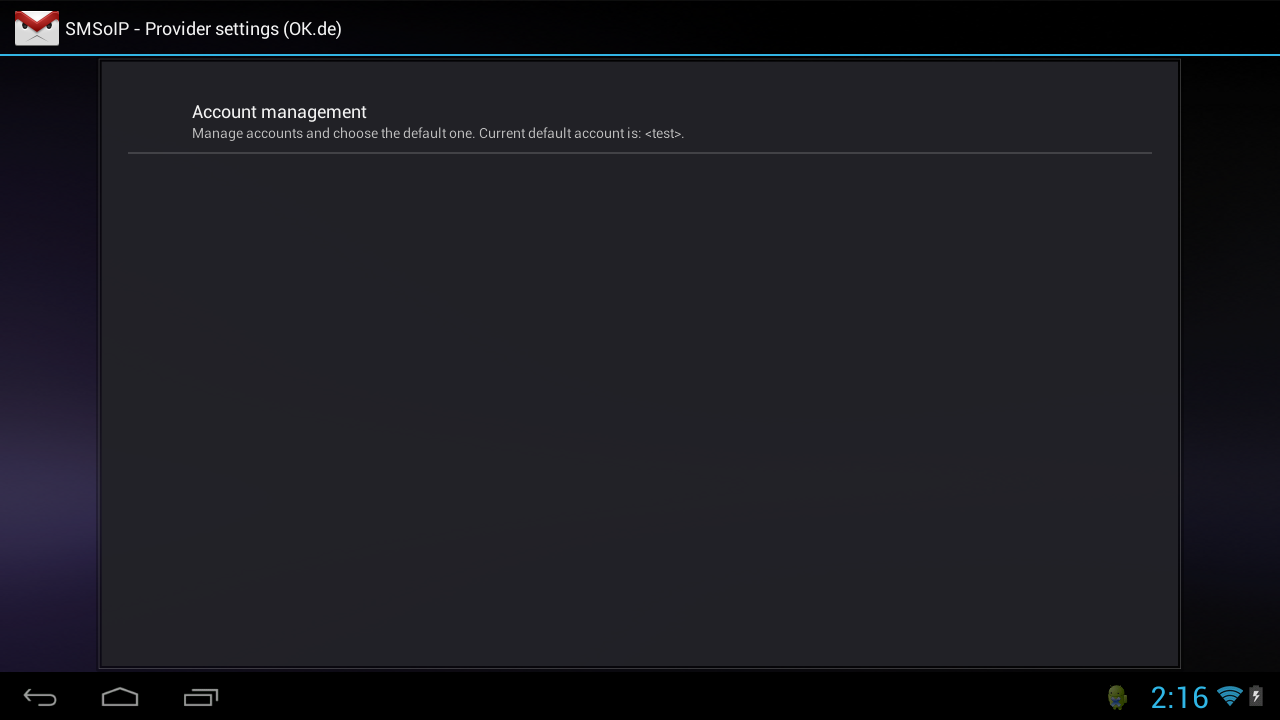 SMSoIP - Provider settings (OK.de)
Account management
Manage accounts and choose the default one. Current default account is: <test>.
2:16